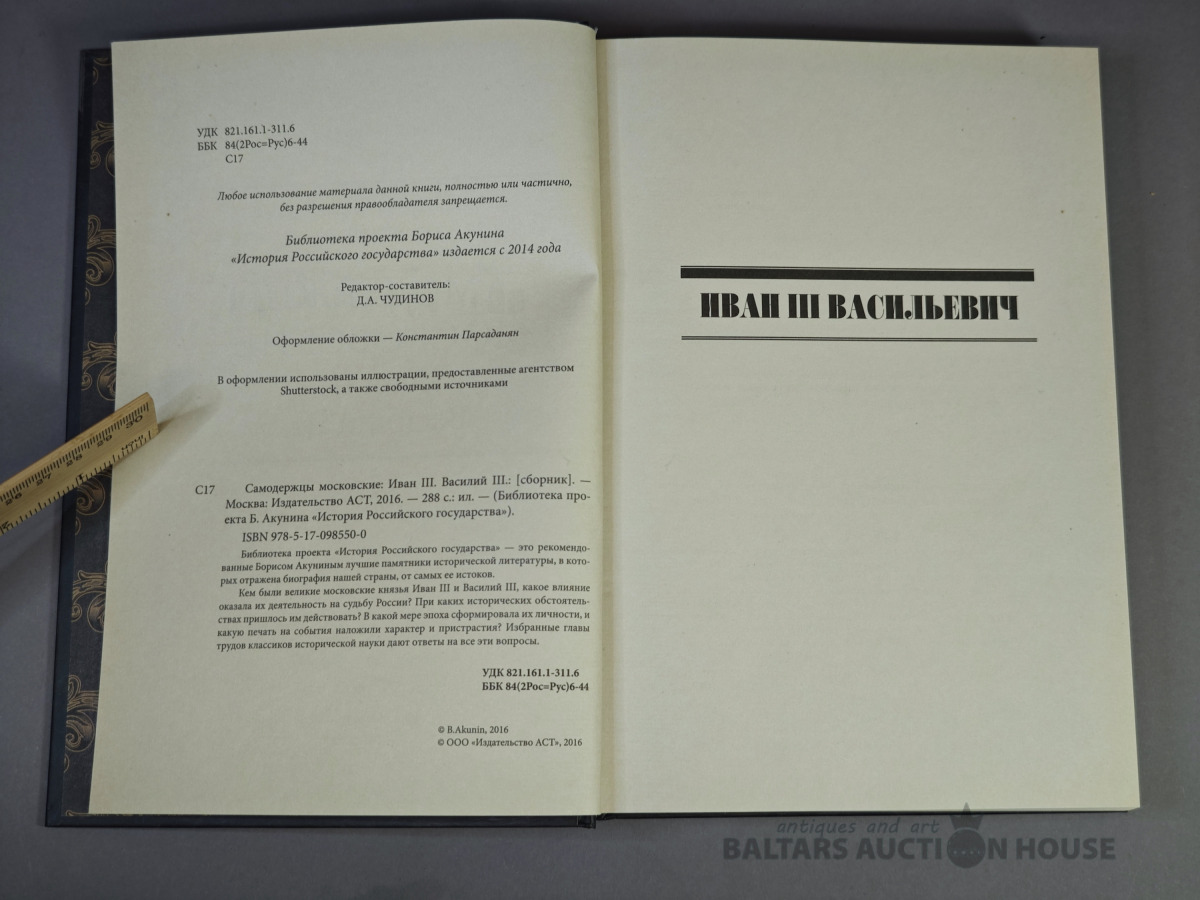 УДК 821.161.1-311.6
ББК 84(2Рос=Рус)6-44
С17
Любое использование материала данной книги, полностью или частично,
без разрешения правообладателя запрещается.
Библиотека проекта Бориса Акунина
«История Российского государства» издается с 2014 года
Редактор-составитель:
Д.А. ЧУДИНОВ
Оформление обложки — Константин Парсаданян
В оформлении использованы иллюстрации, предоставленные агентством
Shutterstock, а также свободными источниками
С17 Самодержцы московские: Иван III. Василий III.: [сборник]. —
Москва: Издательство АСТ, 2016. — 288 с.: ил. — (Библиотека про-
екта Б. Акунина «История Российского государства»).
ISBN 978-5-17-098550-0
Библиотека проекта «История Российского государства» — это рекомендо-
ванные Борисом Акуниным лучшие памятники исторической литературы, в кото-
рых отражена биография нашей страны, от самых ее истоков.
Кем были великие московские князья Иван III и Василий III, какое влияние
оказала их деятельность на судьбу России? При каких исторических обстоятель-
ствах пришлось им действовать? В какой мере эпоха сформировала их личности, и
какую печать на события наложили характер и пристрастия? Избранные главы
трудов классиков исторической науки дают ответы на все эти вопросы.
УДК 821.161.1-311.6
ББК 84(2Рос=Рус)6-44
© B.Akunin, 2016
© ООО «Издательство АСТ», 2016
ИВАН III ВАСИЛЬЕВИЧ
26 27 28 29 30
antiques and art
BALTARS AUCTION HOUSE